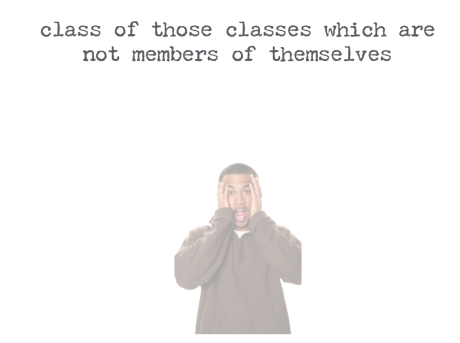 class of those classes which are
not members of themselves